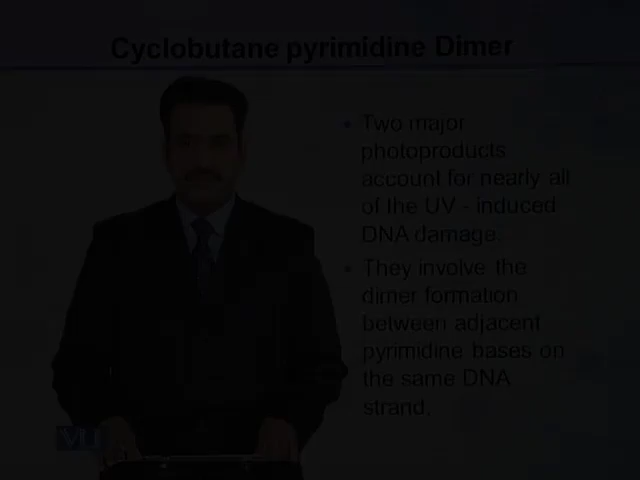 Cyclobutane pyrimidine Dimer
• Two major
photoproducts
account for nearly all
of the UV - induced
DNA damage.
• They involve the
dimer formation
between adjacent
pyrimidine bases on
the same DNA
strand.
VU